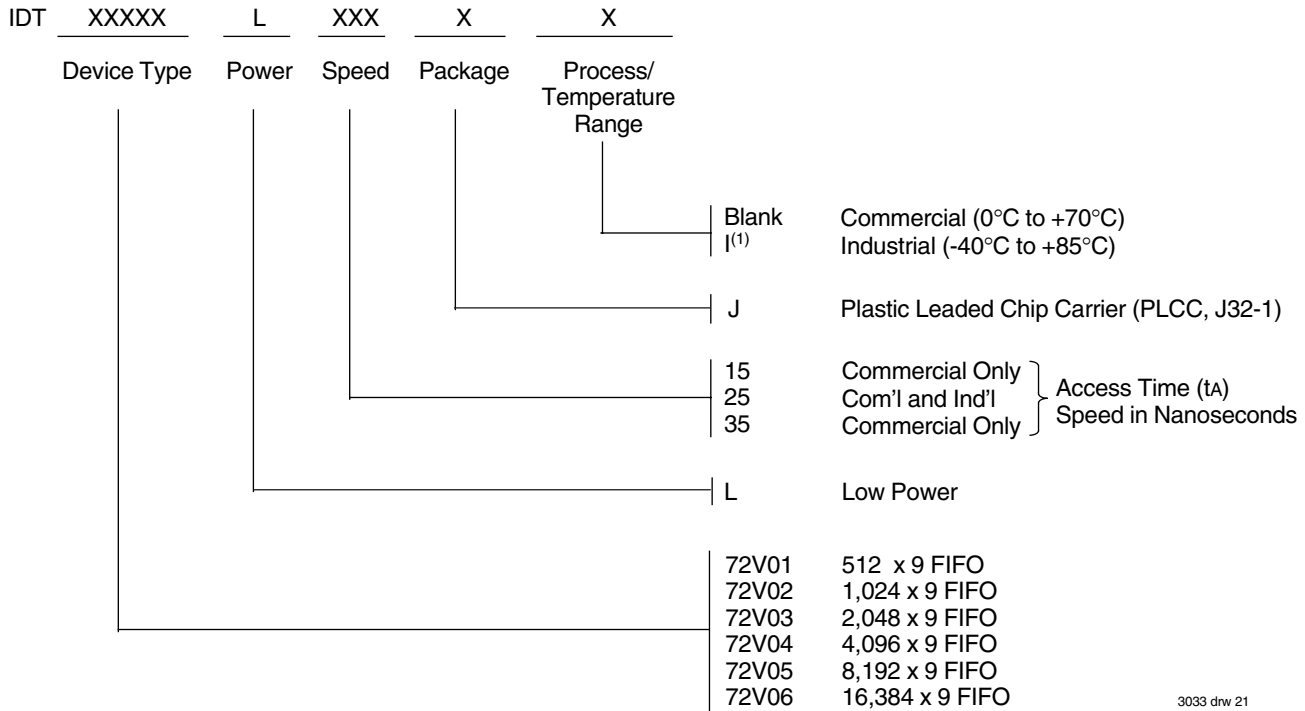 IDT XXXXX L XXX X X
Device Type Power Speed Package Process/
Temperature
Range
Blank Commercial (0°C to +70°C)
I(1) Industrial (-40°C to +85°C)
J Plastic Leaded Chip Carrier (PLCC, J32-1)
15 Commercial Only
25 Com'l and Ind'l
35 Commercial Only
Access Time (tA)
Speed in Nanoseconds
L Low Power
72V01 512 x 9 FIFO
72V02 1,024 x 9 FIFO
72V03 2,048 x 9 FIFO
72V04 4,096 x 9 FIFO
72V05 8,192 x 9 FIFO
72V06 16,384 x 9 FIFO
3033 drw 21